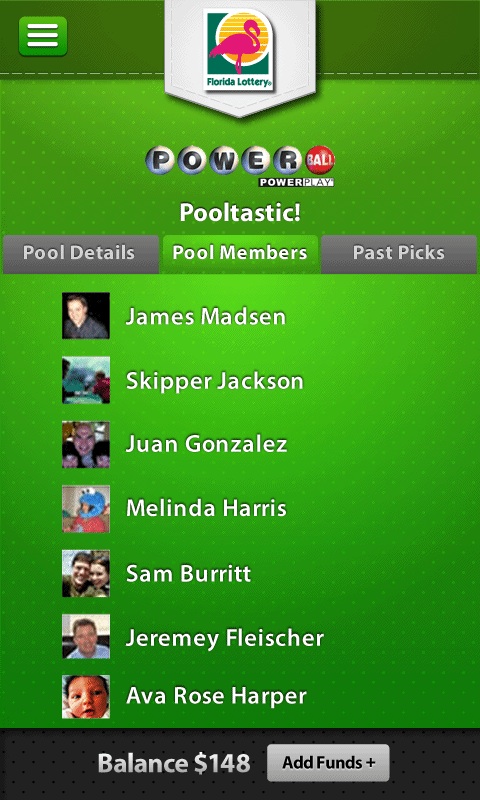 Florida Lottery®
POWER BALL
POWERPLAY
Pooltastic!
Pool Details Pool Members Past Picks
James Madsen
Skipper Jackson
Juan Gonzalez
Melinda Harris
Sam Burritt
Jeremey Fleischer
Ava Rose Harper
Balance $148 Add Funds +